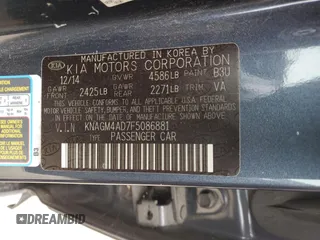 MANUFACTURED IN KOREA BY
KIA KIA MOTORS CORPORATION
12/14 GVWR 4586LB PAINT B3U
GAWR FRONT 2425LB GAWR REAR 2271LB TRIM VA
THIS VEHICLE CONFORMS TO ALL APPLICABLE FEDERAL
MOTOR VEHICLE SAFETY, BUMPER, AND THEFT PREVENTION STANDARDS
IN EFFECT ON THE DATE OF MANUFACTURE SHOWN ABOVE.
V.I.N KNAGM4AD7F5086881
TYPE: PASSENGER CAR
B3
DREAMBID